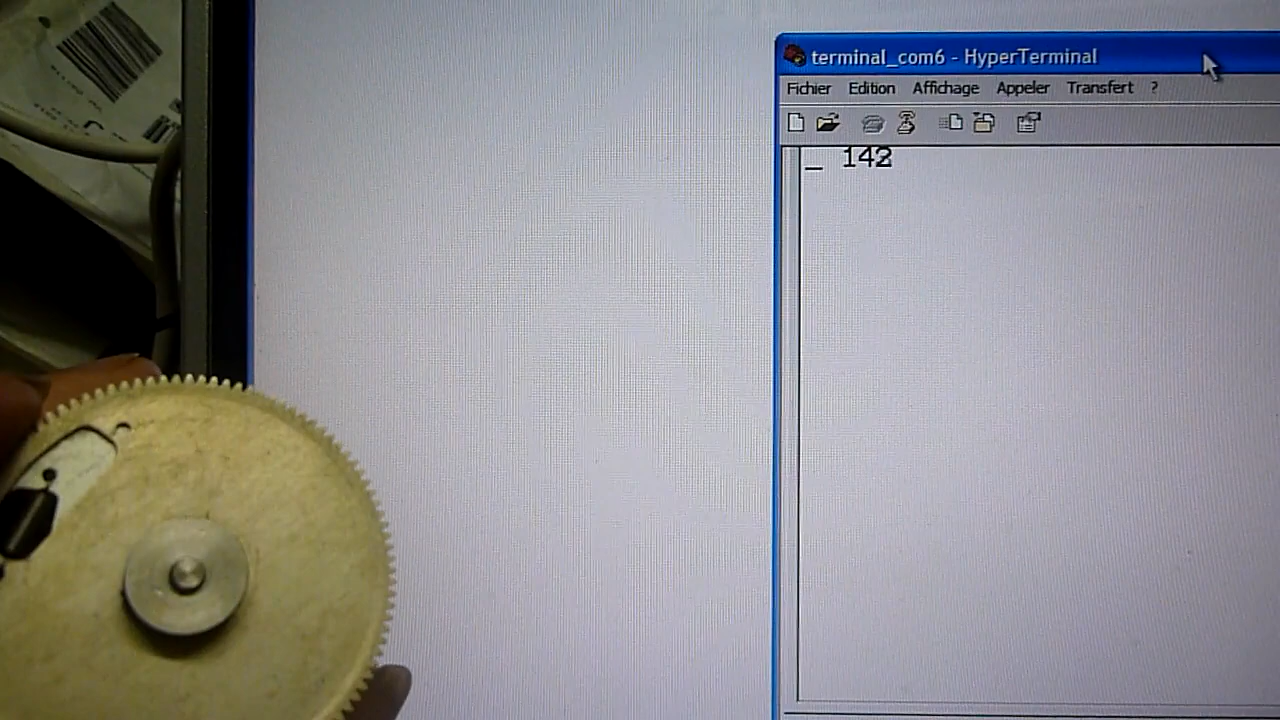 terminal_com6 - HyperTerminal
Fichier Edition Affichage Appeler Transfert ?
_ 142